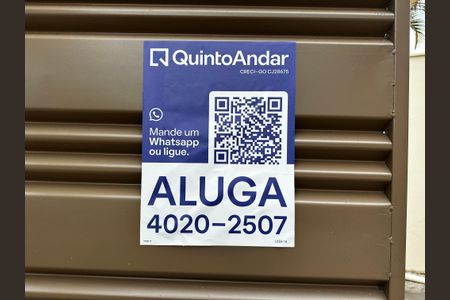 QuintoAndar
CRECI-GO CJ28675
Mande um
Whatsapp
ou ligue.
ALUGA
4020-2507